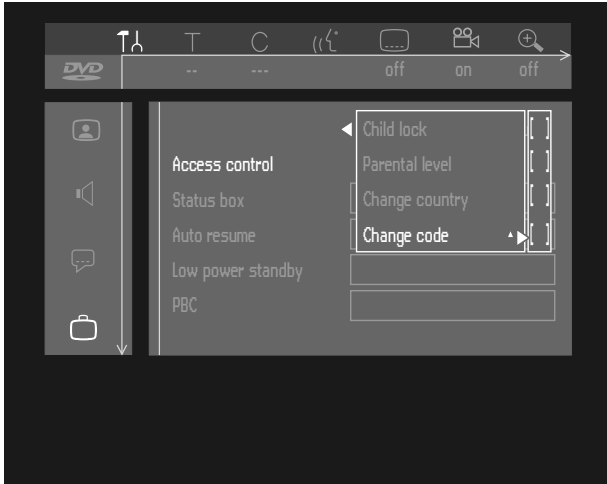 T C
DVD -- --- off on off
Child lock [ ]
Access control Parental level [ ]
Status box Change country [ ]
Auto resume Change code [ ]
Low power standby
PBC